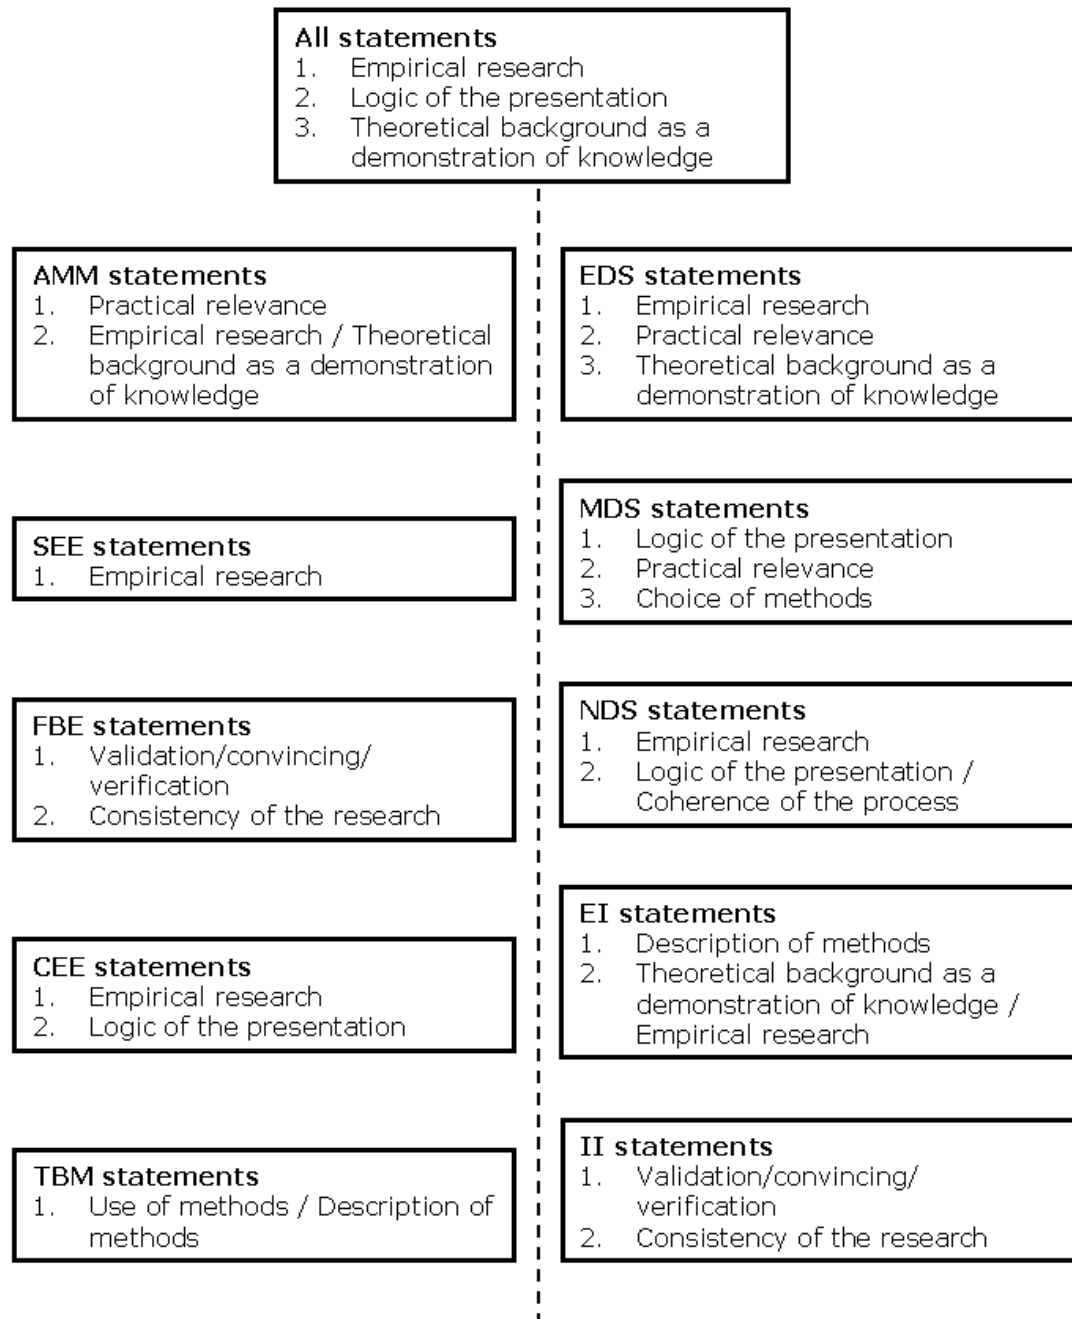 All statements
1. Empirical research
2. Logic of the presentation
3. Theoretical background as a
demonstration of knowledge
AMM statements
1. Practical relevance
2. Empirical research / Theoretical
background as a demonstration
of knowledge
SEE statements
1. Empirical research
FBE statements
1. Validation/convincing/
verification
2. Consistency of the research
CEE statements
1. Empirical research
2. Logic of the presentation
TBM statements
1. Use of methods / Description of
methods
EDS statements
1. Empirical research
2. Practical relevance
3. Theoretical background as a
demonstration of knowledge
MDS statements
1. Logic of the presentation
2. Practical relevance
3. Choice of methods
NDS statements
1. Empirical research
2. Logic of the presentation /
Coherence of the process
EI statements
1. Description of methods
2. Theoretical background as a
demonstration of knowledge /
Empirical research
II statements
1. Validation/convincing/
verification
2. Consistency of the research